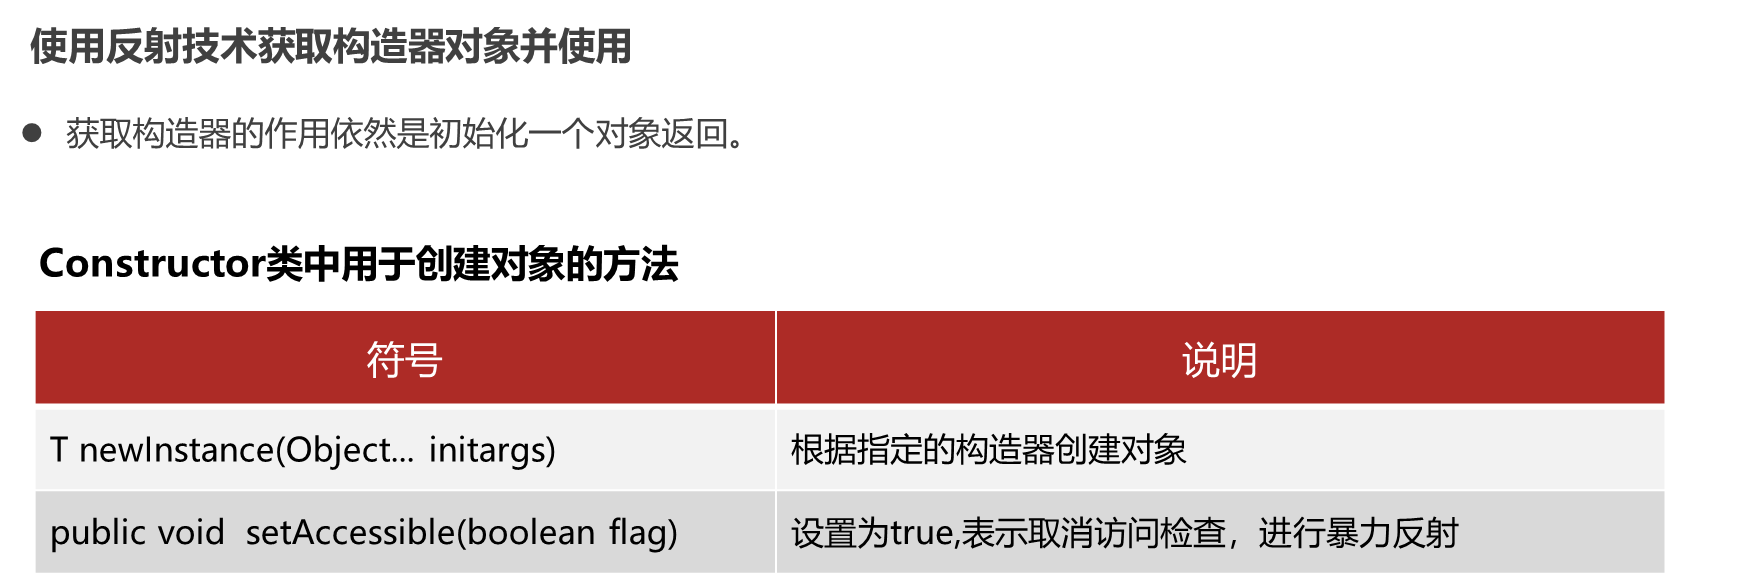 使用反射技术获取构造器对象并使用
● 获取构造器的作用依然是初始化一个对象返回。
Constructor类中用于创建对象的方法
符号 说明
T newInstance(Object... initargs) 根据指定的构造器创建对象
public void setAccessible(boolean flag) 设置为true,表示取消访问检查，进行暴力反射